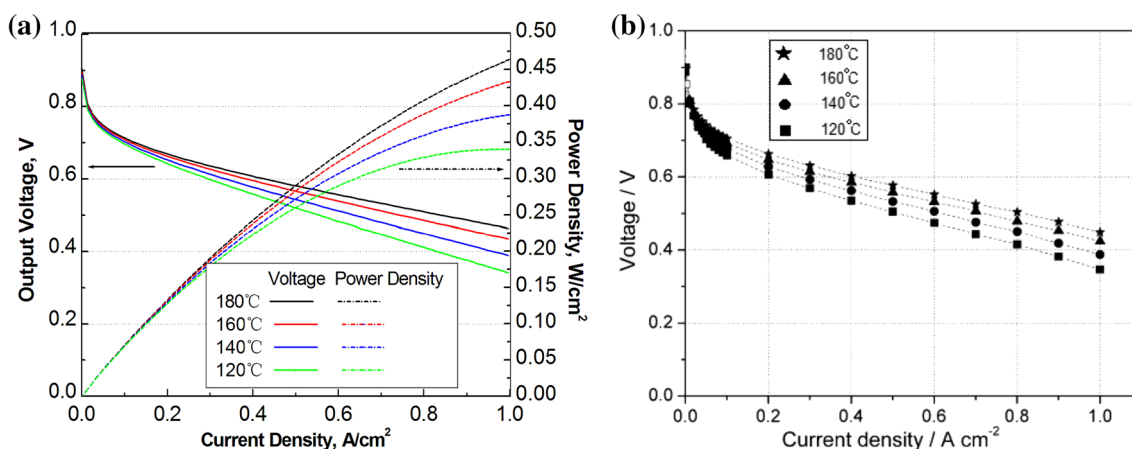 (a)
Output Voltage, V
1.0
0.8
0.6
0.4
0.2
0.0
0.50
0.45
0.40
0.35
0.30
0.25
0.20
0.15
0.10
0.05
0.00
Power Density, W/cm²
Voltage Power Density
180℃
160℃
140℃
120℃
0.0 0.2 0.4 0.6 0.8 1.0
Current Density, A/cm²
(b)
Voltage / V
1.0
0.8
0.6
0.4
0.2
0.0
180°C
160°C
140°C
120°C
0.0 0.2 0.4 0.6 0.8 1.0
Current density / A cm⁻²